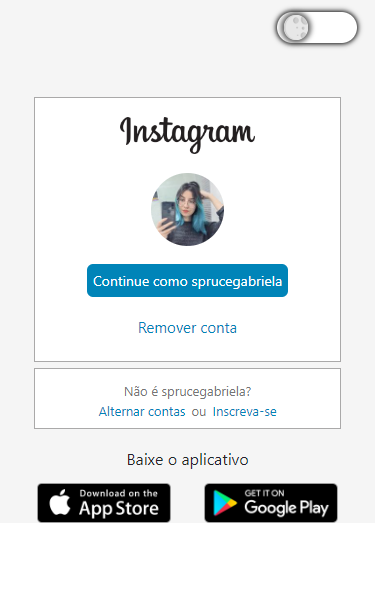 Instagram
Continue como sprucegabriela
Remover conta
Não é sprucegabriela?
Alternar contas ou Inscreva-se
Baixe o aplicativo
Download on the
App Store
GET IT ON
Google Play